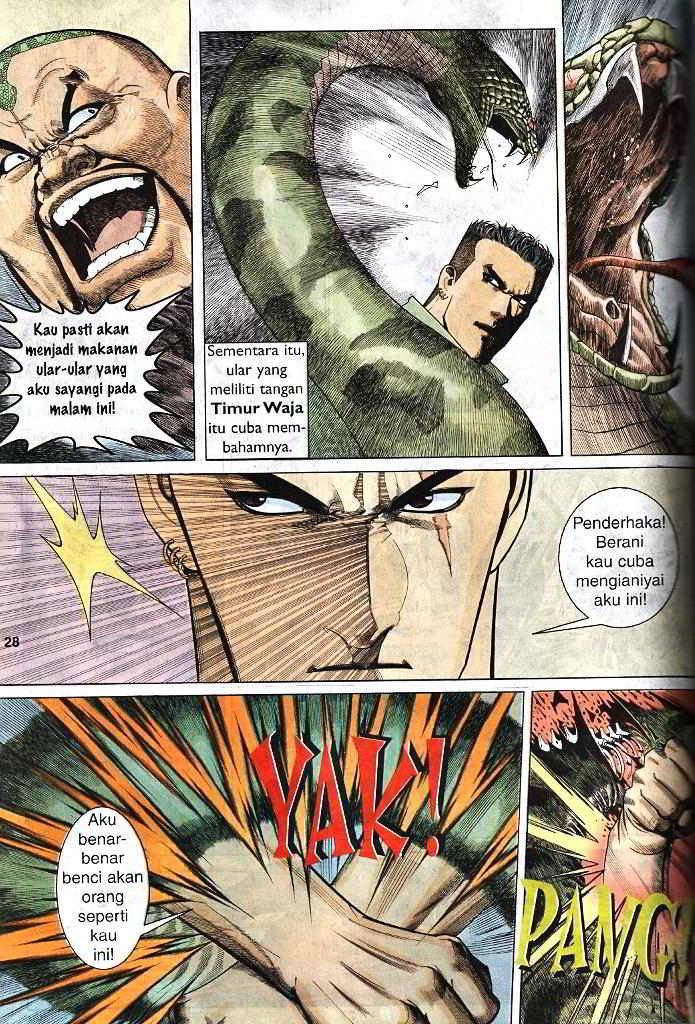 Kau pasti akan
menjadi makanan
ular-ular yang
aku sayangi pada
malam ini!
Sementara itu,
ular yang
meliliti tangan
Timur Waja
itu cuba mem-
bahamnya.
Penderhaka!
Berani
kau cuba
mengianiyai
aku ini!
28
YAK!
Aku
benar-
benar
benci akan
orang
seperti
kau
ini!
PANG!